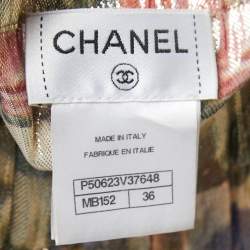 CHANEL
MADE IN ITALY
FABRIQUE EN ITALIE
P50623V37648
MB152 36